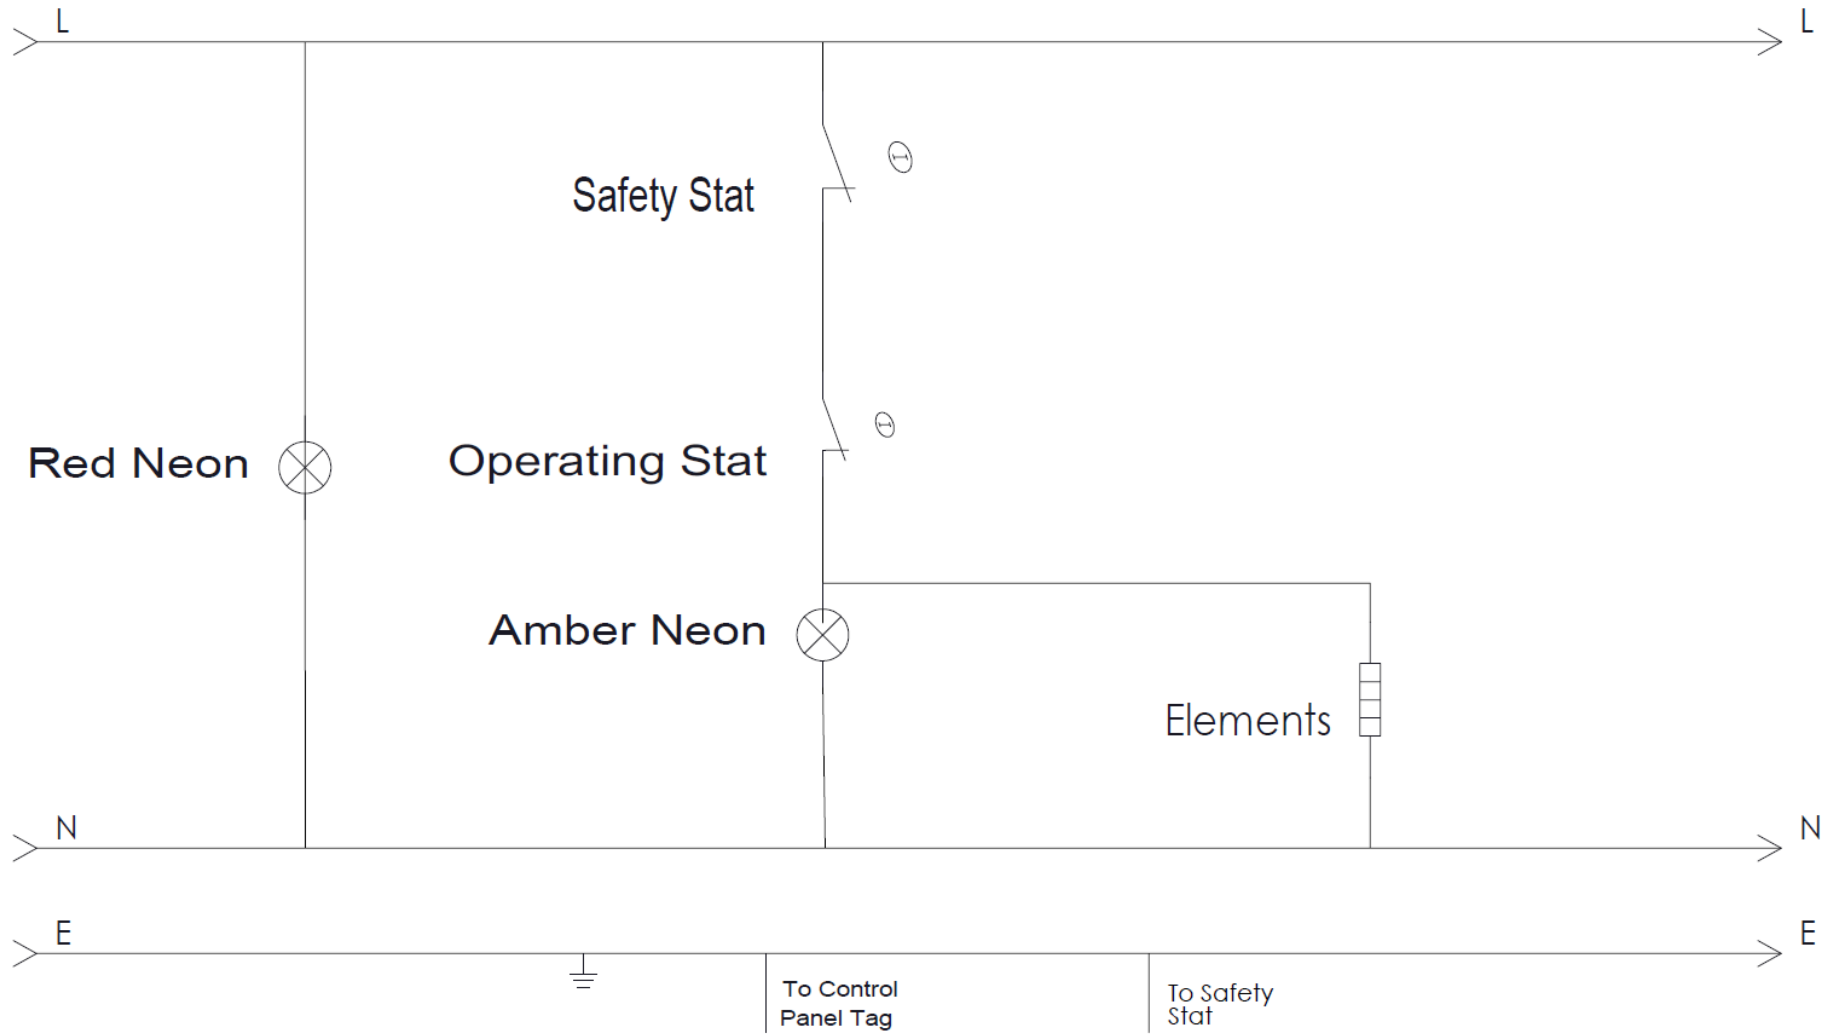 L
L
Safety Stat
Red Neon
Operating Stat
Amber Neon
Elements
N
N
E
E
To Control
Panel Tag
To Safety
Stat